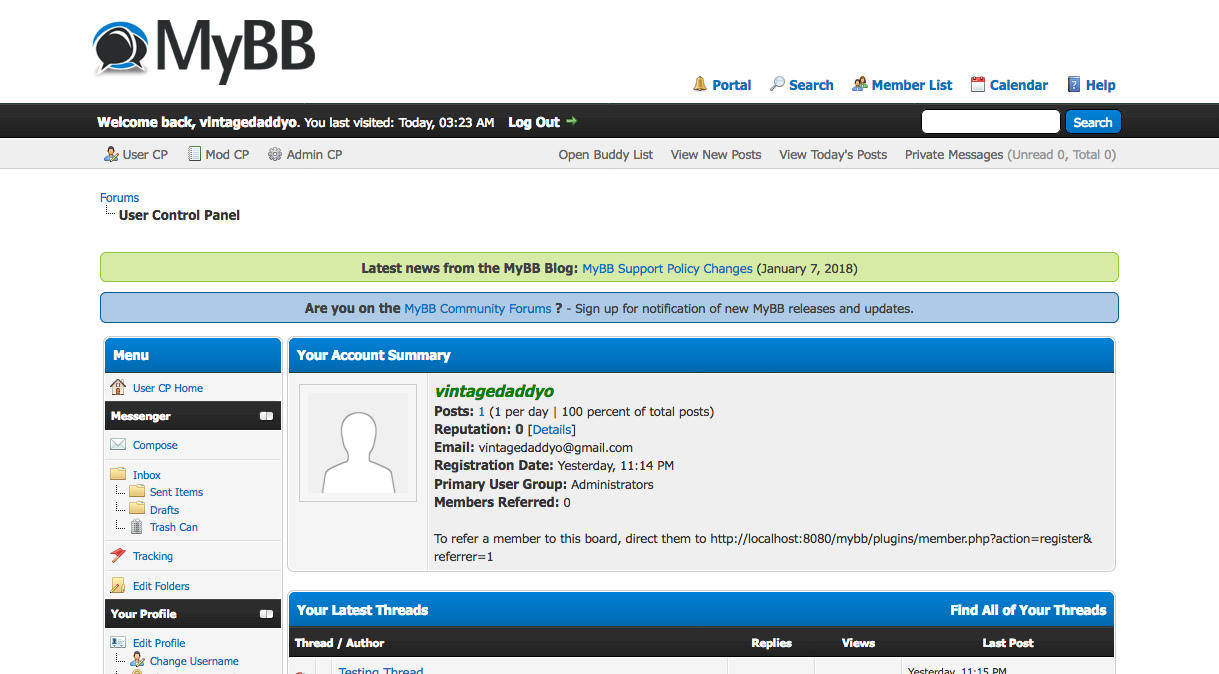 MyBB
Portal Search Member List Calendar Help
Welcome back, vintagedaddyo. You last visited: Today, 03:23 AM Log Out
Search
User CP Mod CP Admin CP Open Buddy List View New Posts View Today's Posts Private Messages (Unread 0, Total 0)
Forums
User Control Panel
Latest news from the MyBB Blog: MyBB Support Policy Changes (January 7, 2018)
Are you on the MyBB Community Forums ? - Sign up for notification of new MyBB releases and updates.
Menu
User CP Home
Messenger
Compose
Inbox
Sent Items
Drafts
Trash Can
Tracking
Edit Folders
Your Profile
Edit Profile
Change Username
Your Account Summary
vintagedaddyo
Posts: 1 (1 per day | 100 percent of total posts)
Reputation: 0 [Details]
Email: vintagedaddyo@gmail.com
Registration Date: Yesterday, 11:14 PM
Primary User Group: Administrators
Members Referred: 0
To refer a member to this board, direct them to http://localhost:8080/mybb/plugins/member.php?action=register&
referrer=1
Your Latest Threads Find All of Your Threads
Thread / Author Replies Views Last Post
Testing Thread Yesterday, 11:15 PM